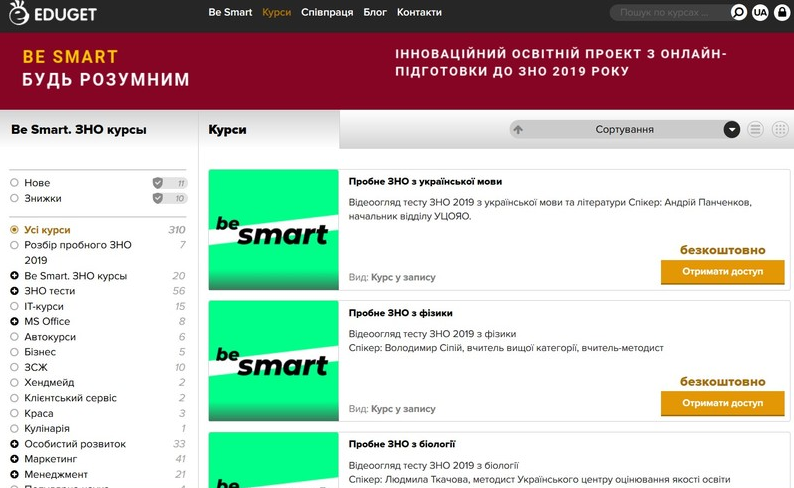 EDUGET
Be Smart Курси Співпраця Блог Контакти
Пошук по курсах ...
UA
BE SMART
БУДЬ РОЗУМНИМ
ІННОВАЦІЙНИЙ ОСВІТНІЙ ПРОЕКТ З ОНЛАЙН-
ПІДГОТОВКИ ДО ЗНО 2019 РОКУ
Be Smart. ЗНО курсы
Нове 11
Знижки 10
Усі курси 310
Розбір пробного ЗНО 7
2019
Be Smart. ЗНО курсы 20
ЗНО тести 56
IT-курси 15
MS Office 8
Автокурси 6
Бізнес 5
ЗСЖ 10
Хендмейд 2
Клієнтський сервіс 2
Краса 3
Кулінарія 1
Особистий розвиток 33
Маркетинг 41
Менеджмент 21
Курси
Сортування
be
smart
Пробне ЗНО з української мови
Відеоогляд тесту ЗНО 2019 з української мови та літератури Спікер: Андрій Панченков,
начальник відділу УЦОЯО.
безкоштовно
Вид: Курс у запису
Отримати доступ
be
smart
Пробне ЗНО з фізики
Відеоогляд тесту ЗНО 2019 з фізики
Спікер: Володимир Сіпій, вчитель вищої категорії, вчитель-методист
безкоштовно
Вид: Курс у запису
Отримати доступ
be
Пробне ЗНО з біології
Відеоогляд тесту ЗНО 2019 з біології
Спікер: Людмила Ткачова, методист Українського центру оцінювання якості освіти